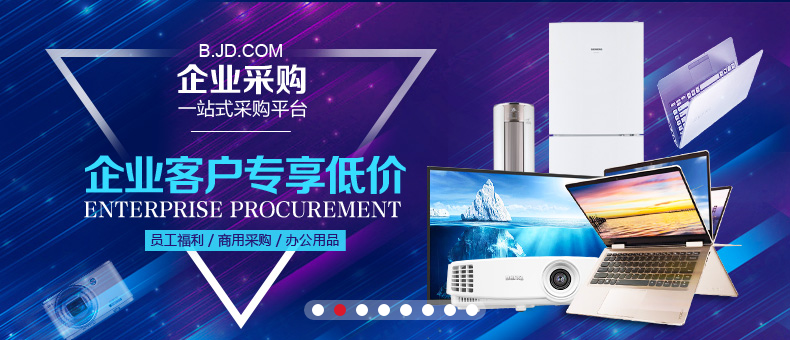 B.JD.COM
企业采购
一站式采购平台
企业客户专享低价
ENTERPRISE PROCUREMENT
员工福利 / 商用采购 / 办公用品